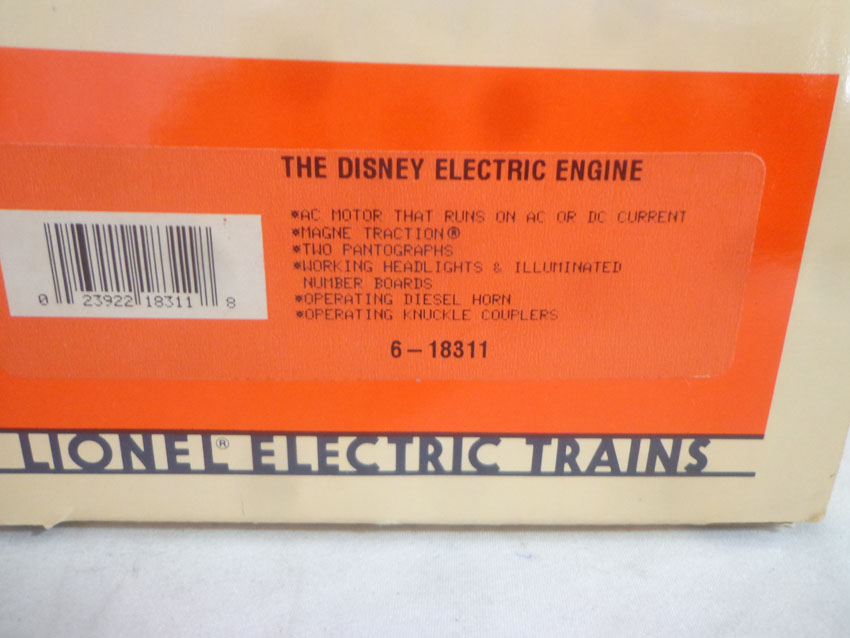 THE DISNEY ELECTRIC ENGINE
*AC MOTOR THAT RUNS ON AC OR DC CURRENT
*MAGNE TRACTION®
*TWO PANTOGRAPHS
*WORKING HEADLIGHTS & ILLUMINATED
NUMBER BOARDS
*OPERATING DIESEL HORN
*OPERATING KNUCKLE COUPLERS
0 23922 18311 8
6-18311
LIONEL® ELECTRIC TRAINS